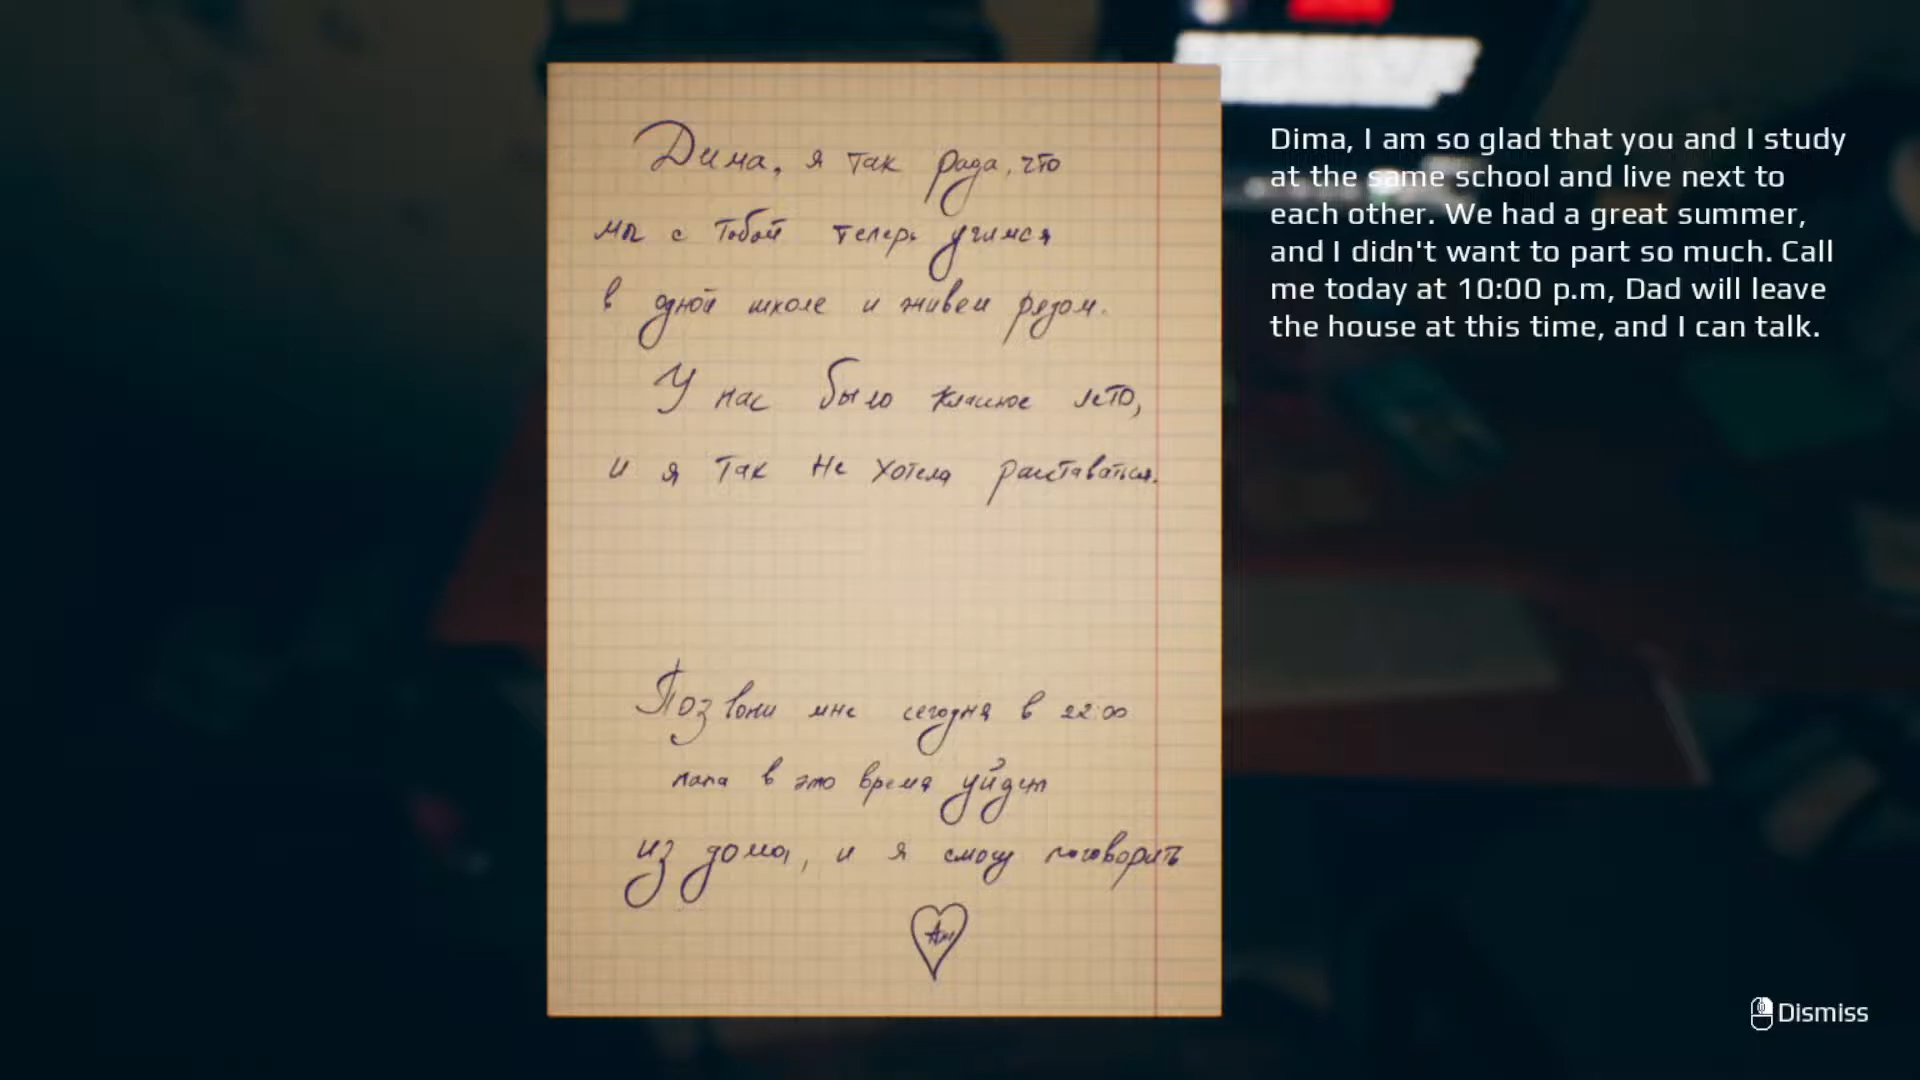 Дима, я так рада, что
мы с тобой теперь учимся
в одной школе и живем рядом.
У нас было классное лето,
и я так не хотела расставаться.
Позвони мне сегодня в 22:00
папа в это время уйдет
из дома, и я смогу поговорить
Dima, I am so glad that you and I study
at the same school and live next to
each other. We had a great summer,
and I didn't want to part so much. Call
me today at 10:00 p.m, Dad will leave
the house at this time, and I can talk.
Dismiss